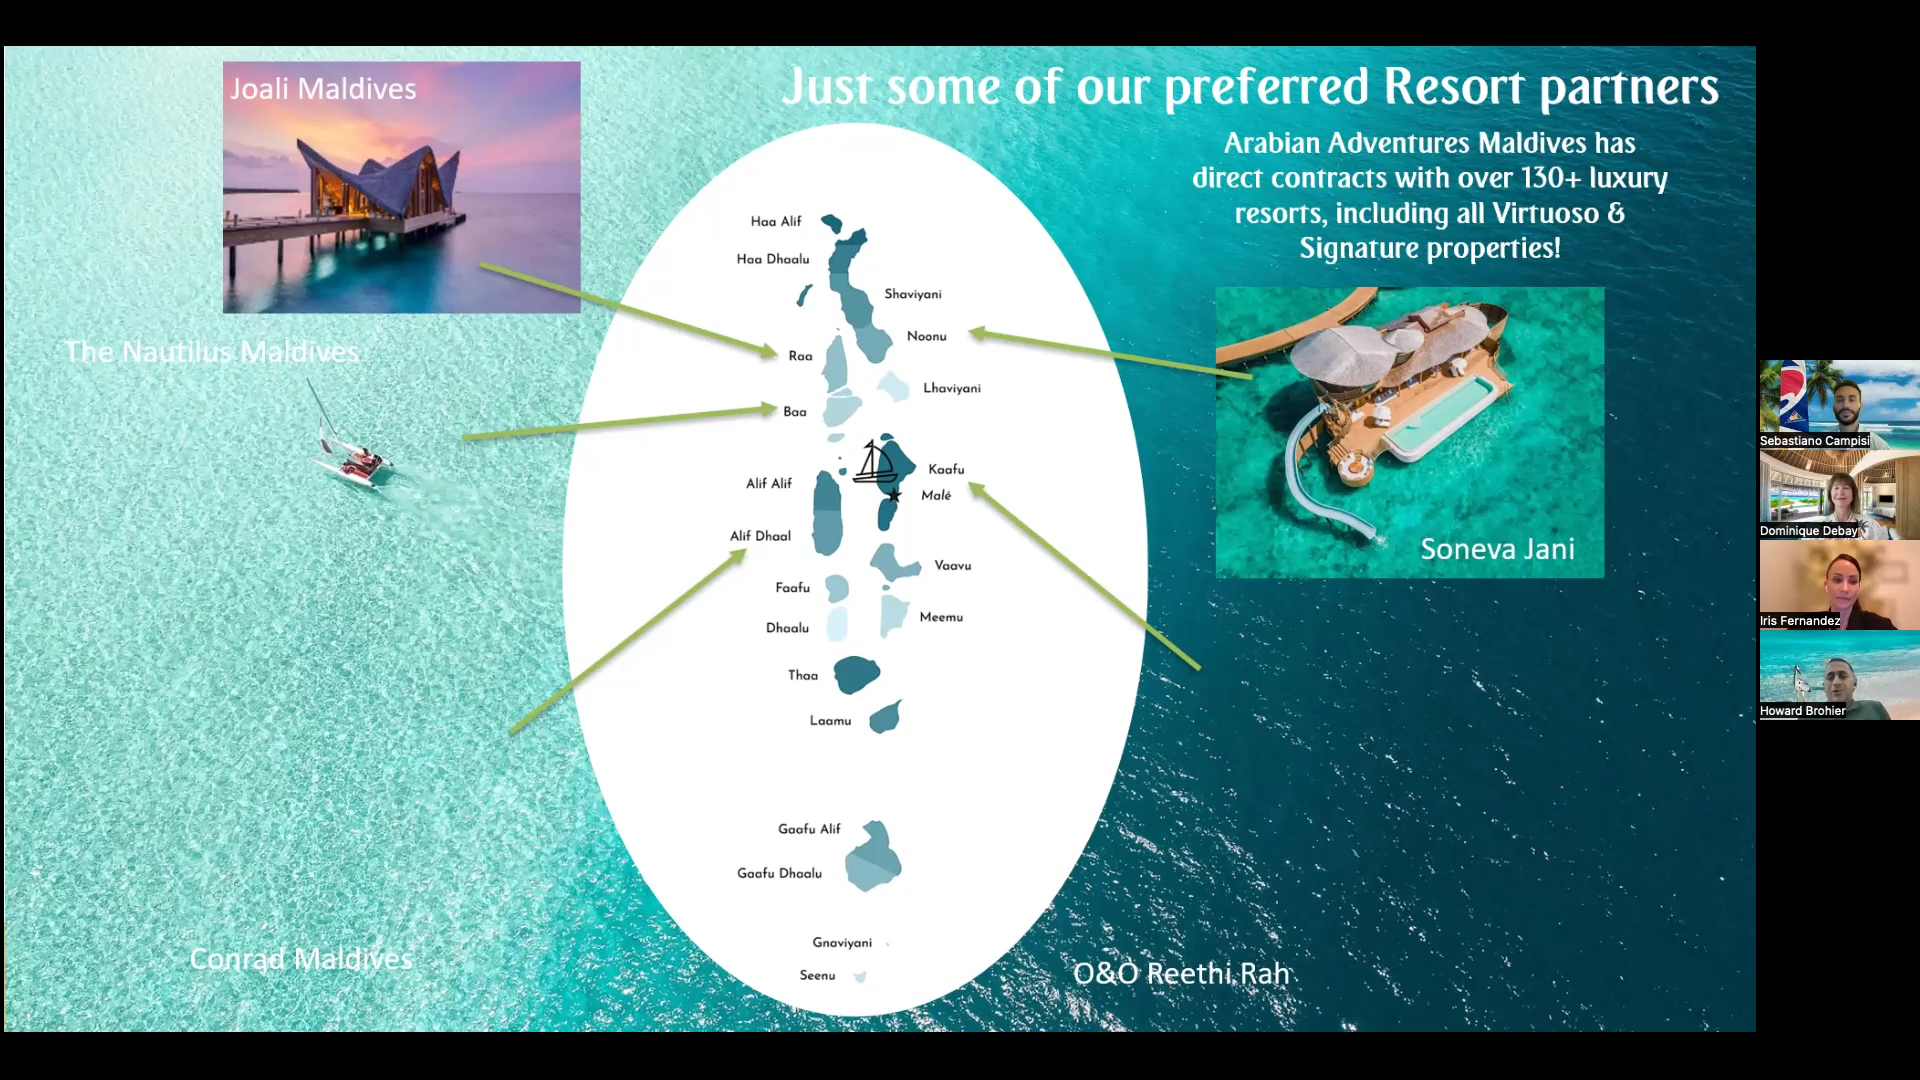 Joali Maldives
Just some of our preferred Resort partners
Arabian Adventures Maldives has
direct contracts with over 130+ luxury
resorts, including all Virtuoso &
Signature properties!
The Nautilus Maldives
Haa Alif
Haa Dhaalu
Shaviyani
Noonu
Raa
Lhaviyani
Baa
Kaafu
Alif Alif
Malé
Alif Dhaal
Vaavu
Faafu
Meemu
Dhaalu
Thaa
Laamu
Gaafu Alif
Gaafu Dhaalu
Gnaviyani
Seenu
Soneva Jani
Conrad Maldives
O&O Reethi Rah
Sebastiano Campisi
Dominique Debay
Iris Fernandez
Howard Brohier